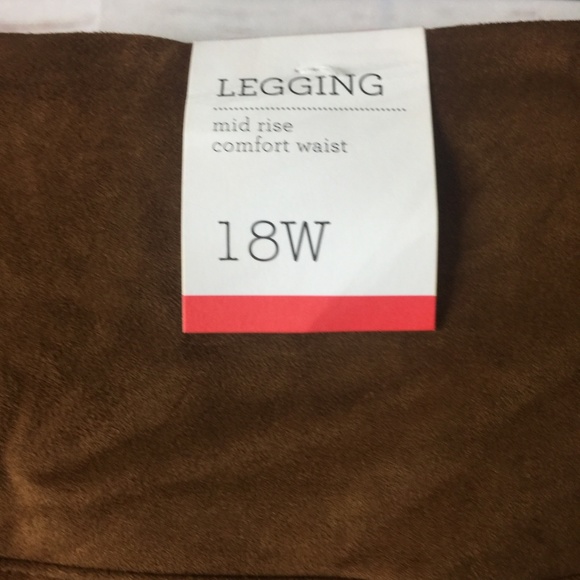 LEGGING
mid rise
comfort waist
18W